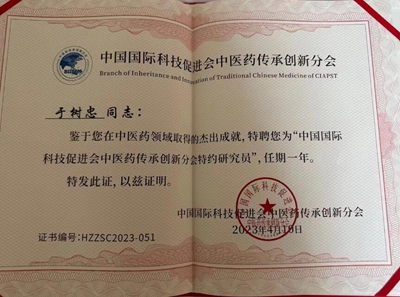 中国国际科技促进会中医药传承创新分会
Branch of Inheritance and Innovation of Traditional Chinese Medicine of CIAPST
于树忠 同志：
鉴于您在中医药领域取得的杰出成就，特聘您为“中国国际
科技促进会中医药传承创新分会特约研究员”，任期一年。
特发此证，以兹证明。
中国国际科技促进会中医药传承创新分会
2023年4月19日
证书编号：HZZSC2023-051